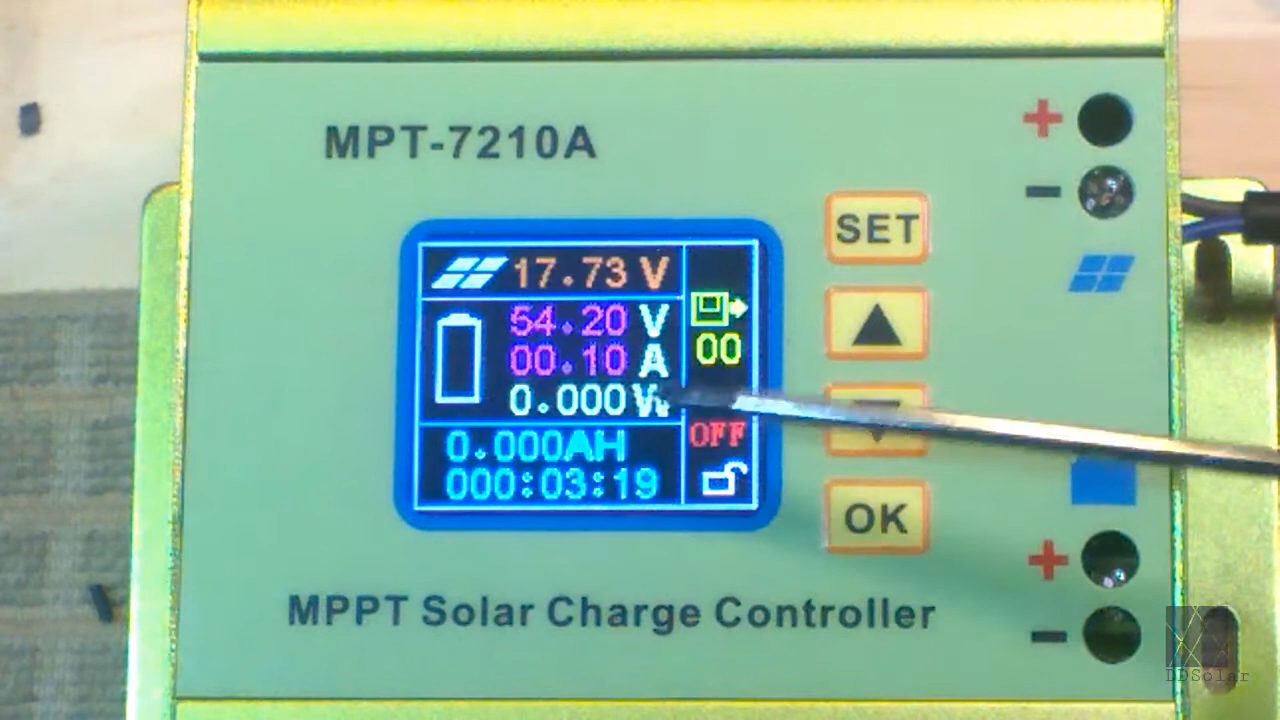 MPT-7210A
+
−
SET
17.73 V
54.20 V
00.10 A
0.000 W
00
OFF
0.000AH
000:03:19
OK
+
−
MPPT Solar Charge Controller
DDSolar